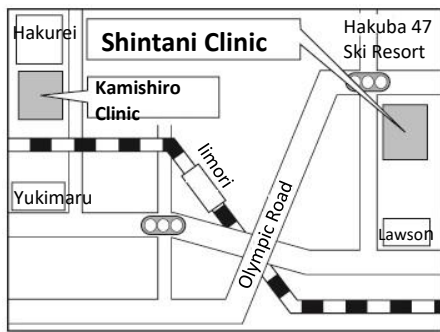 Hakurei
Shintani Clinic
Hakuba 47
Ski Resort
Kamishiro
Clinic
Iimori
Yukimaru
Olympic Road
Lawson